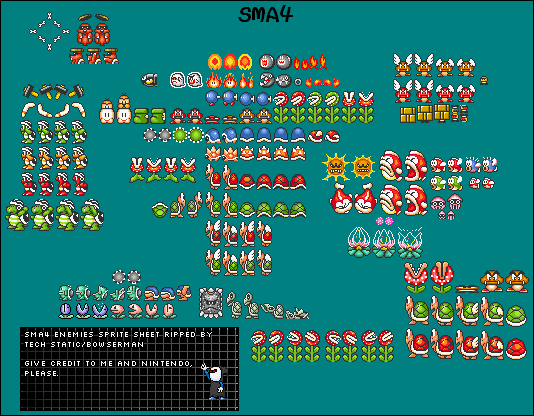 SMA4
SMA4 ENEMIES SPRITE SHEET RIPPED BY
TECH STATIC/BOWSERMAN
GIVE CREDIT TO ME AND NINTENDO,
PLEASE.